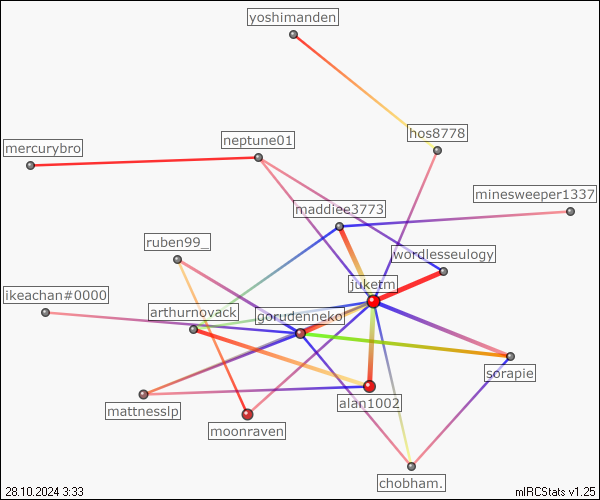 yoshimanden
hos8778
neptune01
mercurybro
minesweeper1337
maddiee3773
ruben99_
wordlesseulogy
juketm
ikeachan#0000
arthurnovack
gorudenneko
sorapie
alan1002
mattnesslp
moonraven
chobham.
28.10.2024 3:33
mIRCStats v1.25